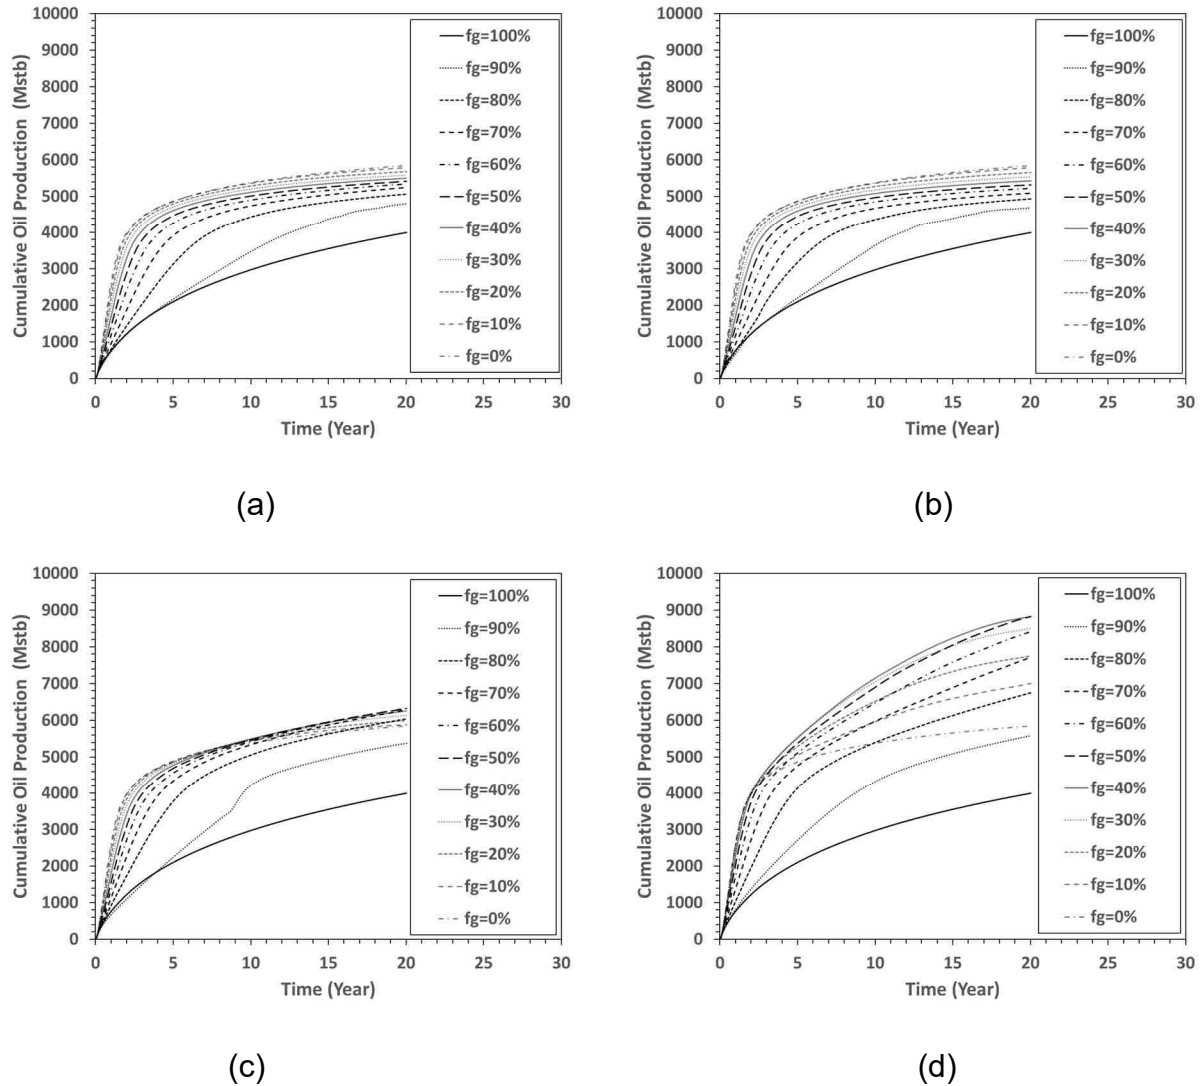 10000
9000
8000
7000
6000
5000
4000
3000
2000
1000
0
Cumulative Oil Production (Mstb)
0 5 10 15 20 25 30
Time (Year)
fg=100%
fg=90%
fg=80%
fg=70%
fg=60%
fg=50%
fg=40%
fg=30%
fg=20%
fg=10%
fg=0%
(a)
10000
9000
8000
7000
6000
5000
4000
3000
2000
1000
0
Cumulative Oil Production (Mstb)
0 5 10 15 20 25 30
Time (Year)
fg=100%
fg=90%
fg=80%
fg=70%
fg=60%
fg=50%
fg=40%
fg=30%
fg=20%
fg=10%
fg=0%
(b)
10000
9000
8000
7000
6000
5000
4000
3000
2000
1000
0
Cumulative Oil Production (Mstb)
0 5 10 15 20 25 30
Time (Year)
fg=100%
fg=90%
fg=80%
fg=70%
fg=60%
fg=50%
fg=40%
fg=30%
fg=20%
fg=10%
fg=0%
(c)
10000
9000
8000
7000
6000
5000
4000
3000
2000
1000
0
Cumulative Oil Production (Mstb)
0 5 10 15 20 25 30
Time (Year)
fg=100%
fg=90%
fg=80%
fg=70%
fg=60%
fg=50%
fg=40%
fg=30%
fg=20%
fg=10%
fg=0%
(d)